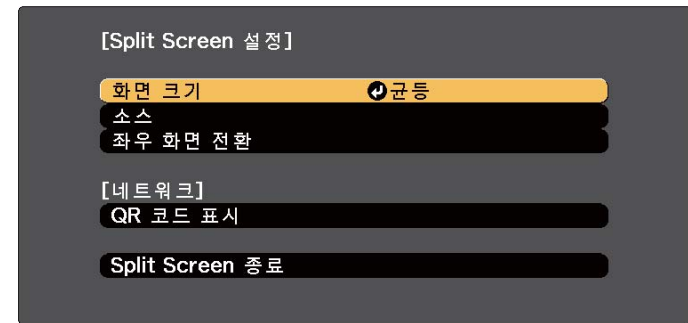 [Split Screen 설정]
화면 크기 균등
소스
좌우 화면 전환
[네트워크]
QR 코드 표시
Split Screen 종료